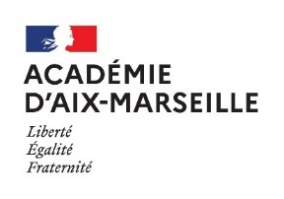 ACADÉMIE
D'AIX-MARSEILLE
Liberté
Égalité
Fraternité